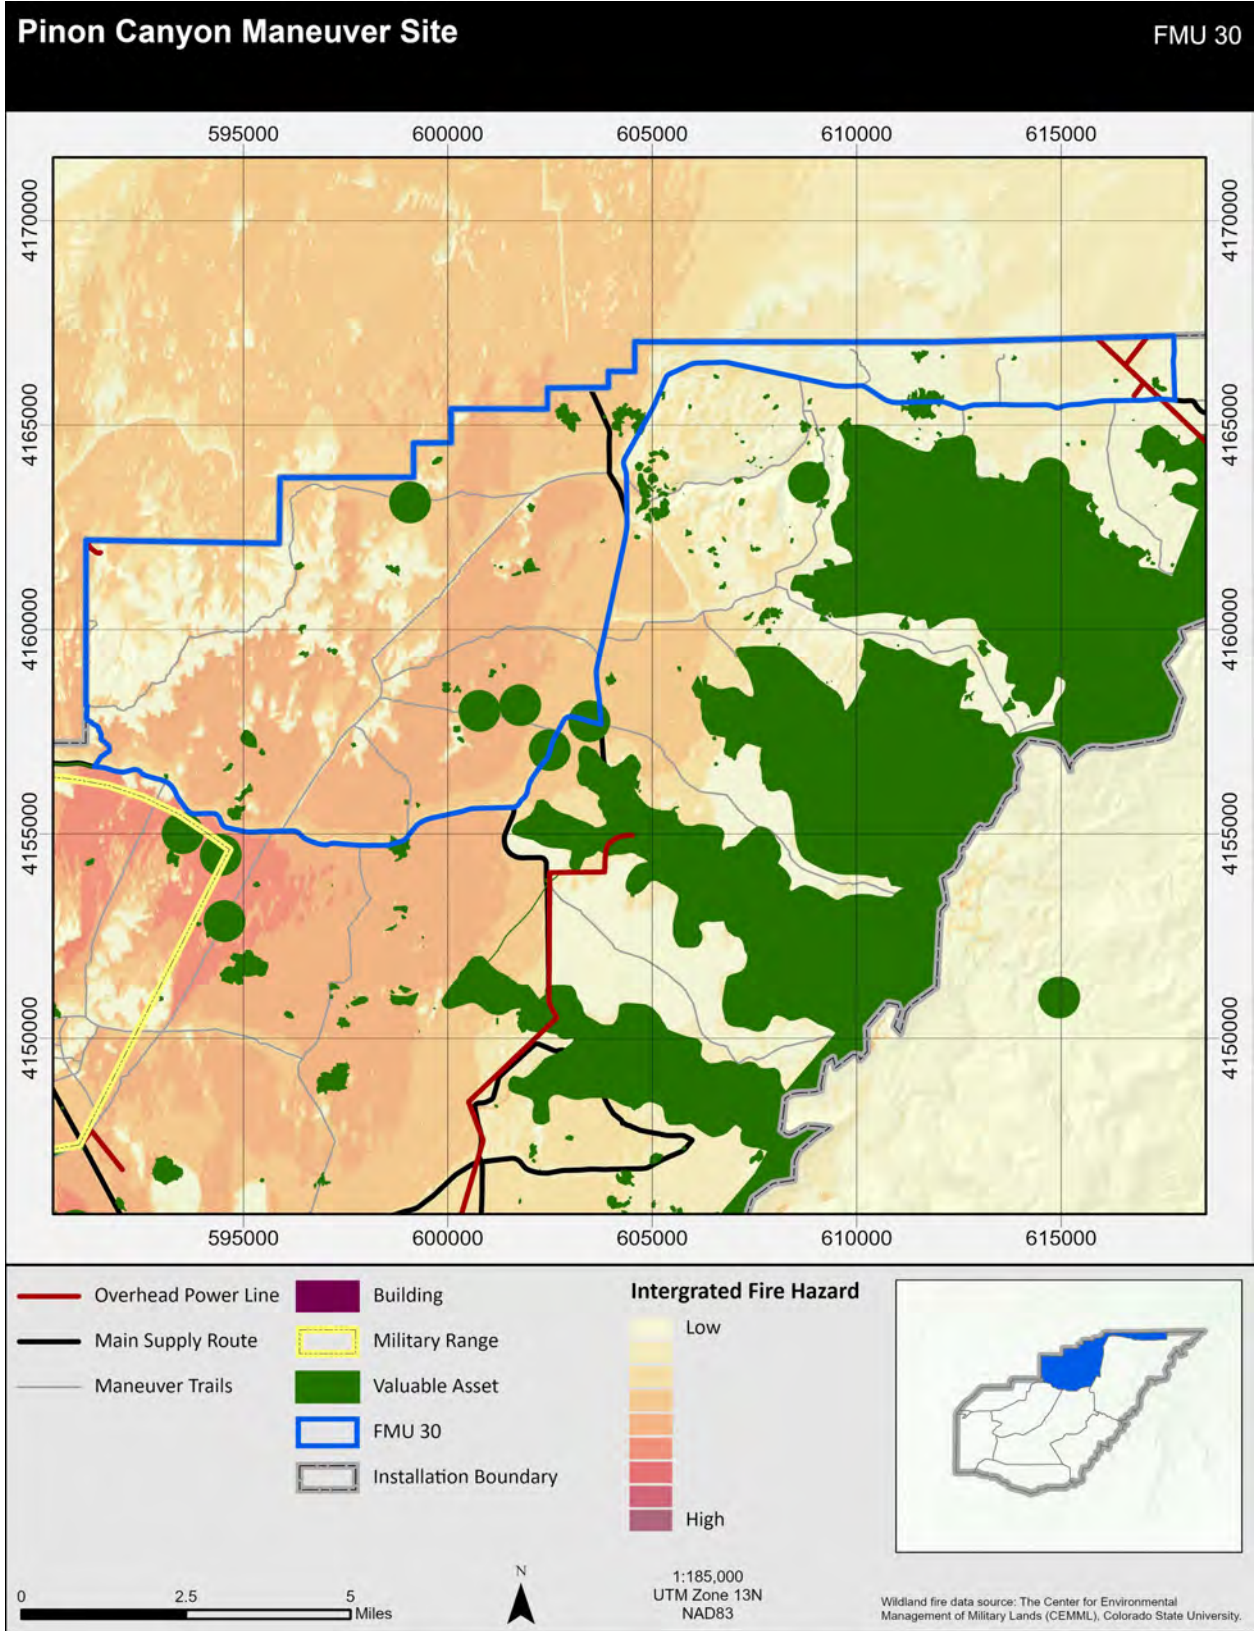 Pinon Canyon Maneuver Site
FMU 30
595000 600000 605000 610000 615000
4170000 4170000
4165000 4165000
4160000 4160000
4155000 4155000
4150000 4150000
595000 600000 605000 610000 615000
Overhead Power Line
Main Supply Route
Maneuver Trails
Building
Military Range
Valuable Asset
FMU 30
Installation Boundary
Intergrated Fire Hazard
Low
High
0 2.5 5
Miles
N
1:185,000
UTM Zone 13N
NAD83
Wildland fire data source: The Center for Environmental
Management of Military Lands (CEMML), Colorado State University.